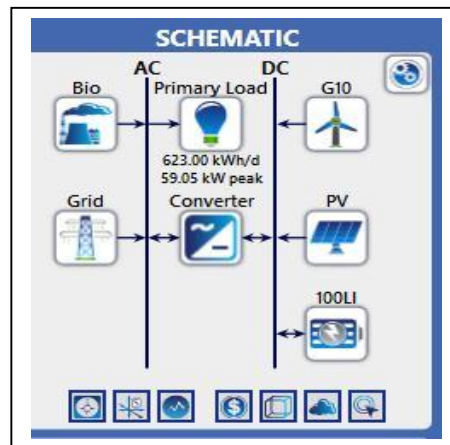 SCHEMATIC
AC DC
Bio Primary Load G10
623.00 kWh/d
59.05 kW peak
Grid Converter PV
100LI